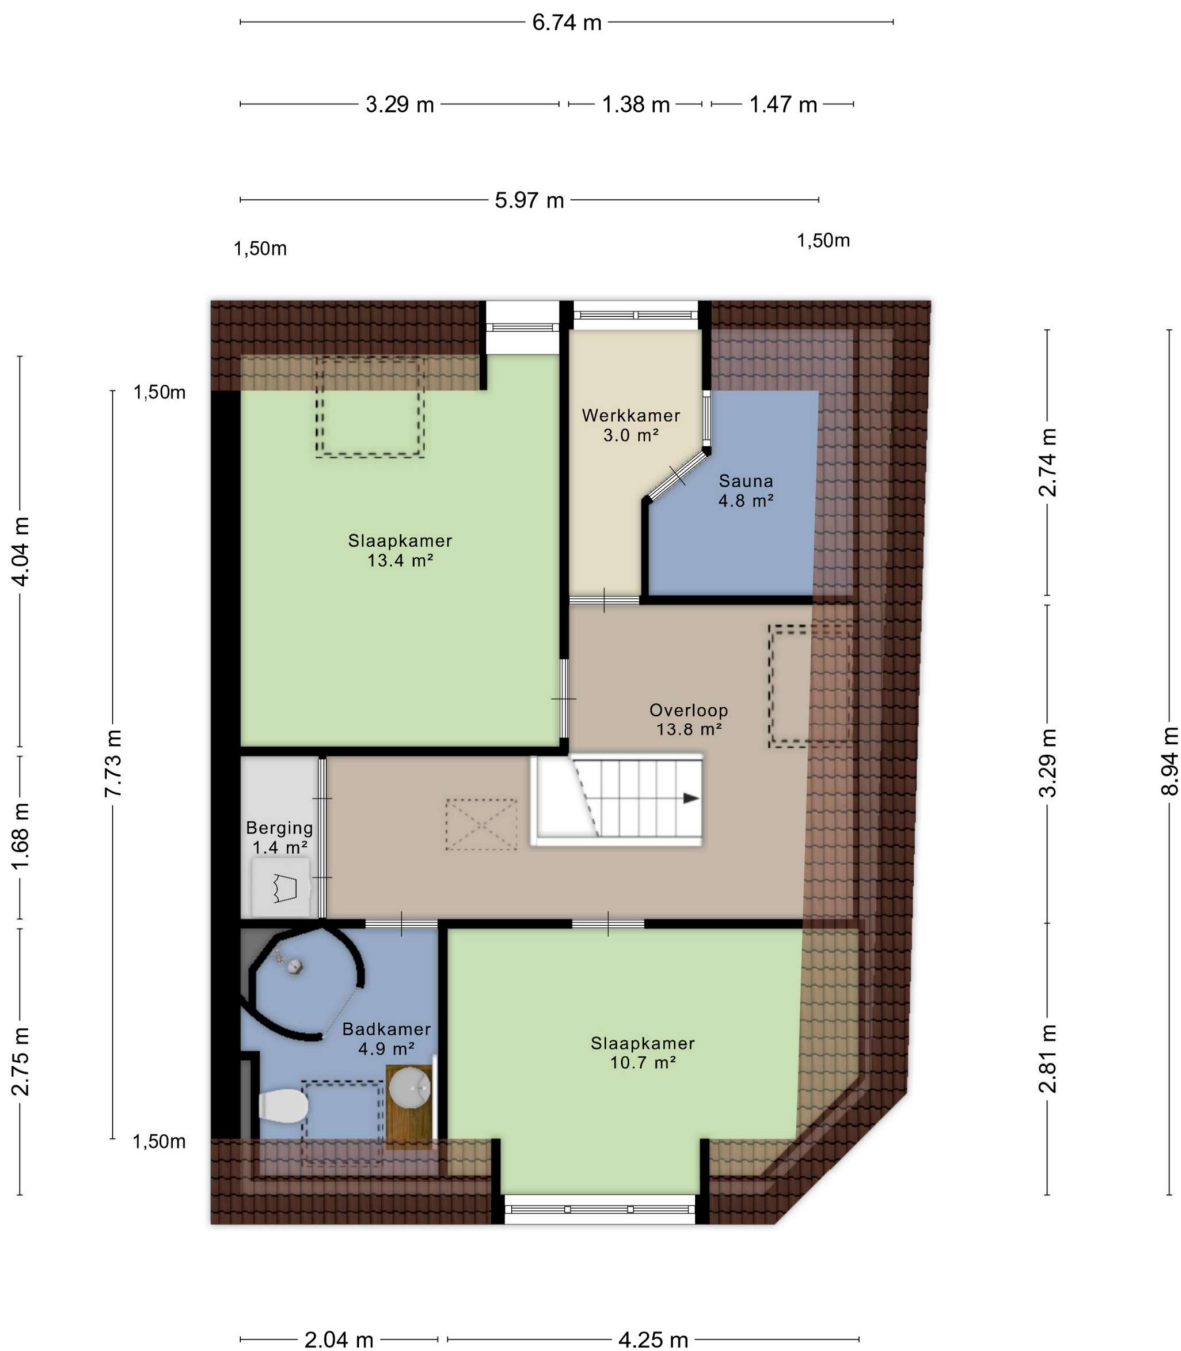 6.74 m
3.29 m
1.38 m
1.47 m
5.97 m
1,50m
1,50m
1,50m
Werkkamer
3.0 m²
Sauna
4.8 m²
2.74 m
4.04 m
Slaapkamer
13.4 m²
Overloop
13.8 m²
7.73 m
3.29 m
8.94 m
1.68 m
Berging
1.4 m²
Badkamer
4.9 m²
Slaapkamer
10.7 m²
2.75 m
2.81 m
1,50m
2.04 m
4.25 m